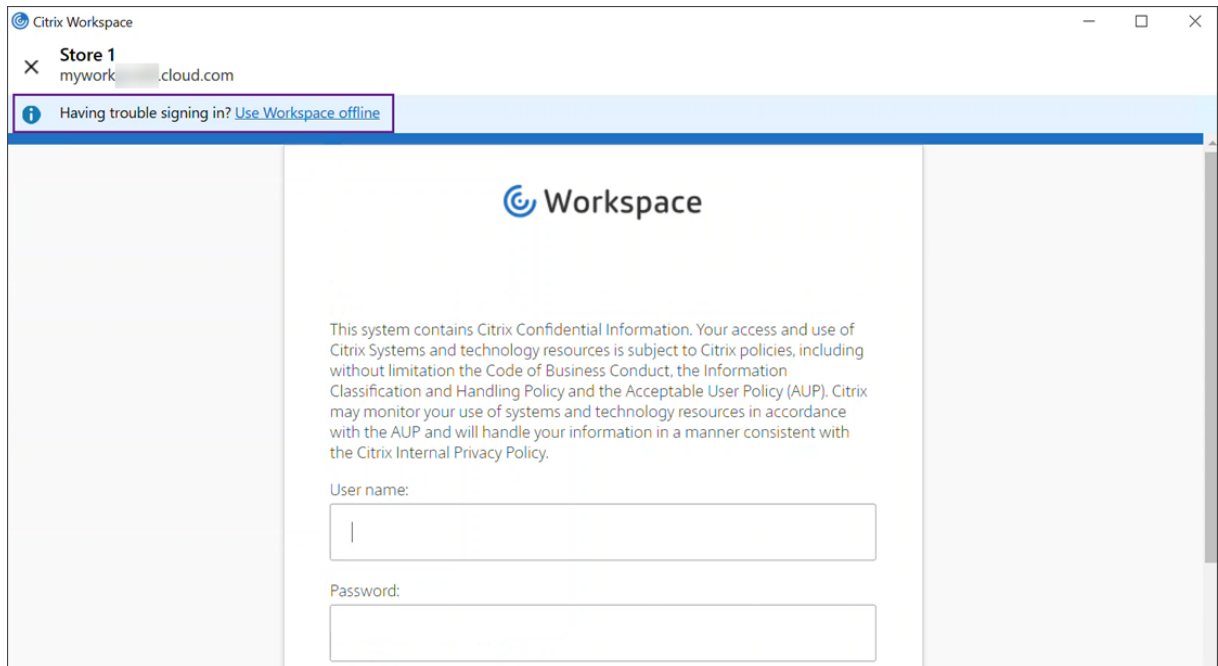 Citrix Workspace
Store 1
mywork .cloud.com
Having trouble signing in? Use Workspace offline
Workspace
This system contains Citrix Confidential Information. Your access and use of
Citrix Systems and technology resources is subject to Citrix policies, including
without limitation the Code of Business Conduct, the Information
Classification and Handling Policy and the Acceptable User Policy (AUP). Citrix
may monitor your use of systems and technology resources in accordance
with the AUP and will handle your information in a manner consistent with
the Citrix Internal Privacy Policy.
User name:
Password: